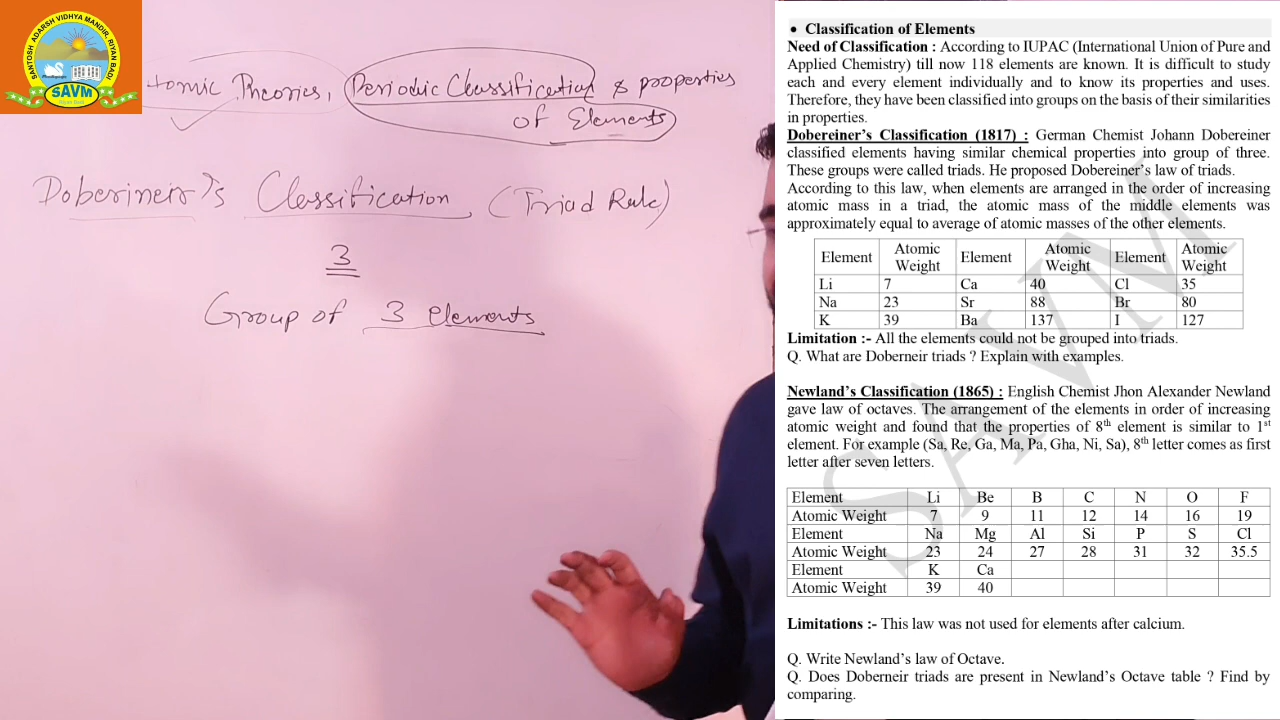 SANTOSH ADARSH VIDHYA MANDIR, RIYAN BADI
SAVM
Atomic Theories, Periodic Classification & properties
of Elements
Doberineir's Classification (Triad Rule)
3
Group of 3 elements
• Classification of Elements
Need of Classification : According to IUPAC (International Union of Pure and
Applied Chemistry) till now 118 elements are known. It is difficult to study
each and every element individually and to know its properties and uses.
Therefore, they have been classified into groups on the basis of their similarities
in properties.
Dobereiner's Classification (1817) : German Chemist Johann Dobereiner
classified elements having similar chemical properties into group of three.
These groups were called triads. He proposed Dobereiner's law of triads.
According to this law, when elements are arranged in the order of increasing
atomic mass in a triad, the atomic mass of the middle elements was
approximately equal to average of atomic masses of the other elements.
Element Atomic Weight Element Atomic Weight Element Atomic Weight
Li 7 Ca 40 Cl 35
Na 23 Sr 88 Br 80
K 39 Ba 137 I 127
Limitation :- All the elements could not be grouped into triads.
Q. What are Doberneir triads ? Explain with examples.
Newland's Classification (1865) : English Chemist Jhon Alexander Newland
gave law of octaves. The arrangement of the elements in order of increasing
atomic weight and found that the properties of 8th element is similar to 1st
element. For example (Sa, Re, Ga, Ma, Pa, Gha, Ni, Sa), 8th letter comes as first
letter after seven letters.
Element Li Be B C N O F
Atomic Weight 7 9 11 12 14 16 19
Element Na Mg Al Si P S Cl
Atomic Weight 23 24 27 28 31 32 35.5
Element K Ca
Atomic Weight 39 40
Limitations :- This law was not used for elements after calcium.
Q. Write Newland's law of Octave.
Q. Does Doberneir triads are present in Newland's Octave table ? Find by
comparing.
SAVM